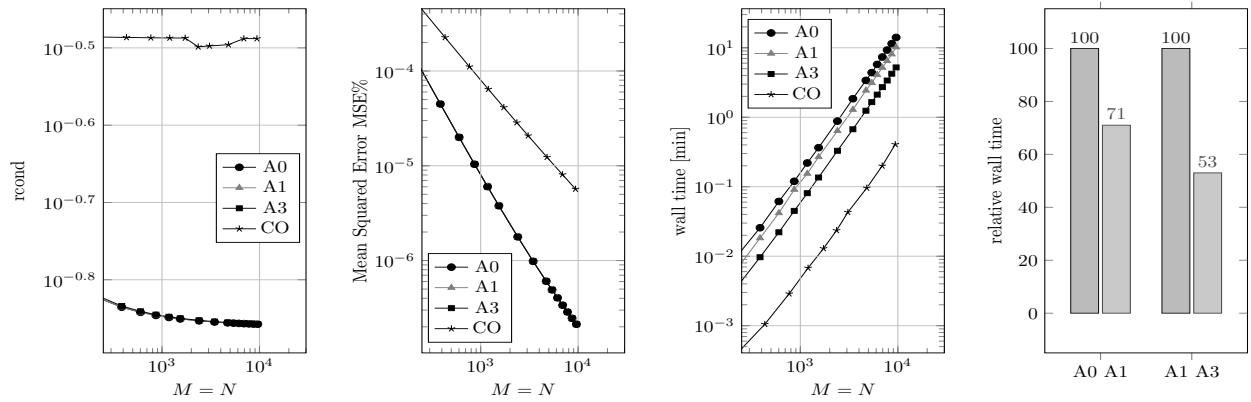 rcond
10^−0.5
10^−0.6
10^−0.7
10^−0.8
A0
A1
A3
CO
10^3
10^4
M = N
Mean Squared Error MSE%
10^−4
10^−5
10^−6
A0
A1
A3
CO
10^3
10^4
M = N
wall time [min]
10^1
10^0
10^−1
10^−2
10^−3
A0
A1
A3
CO
10^3
10^4
M = N
relative wall time
100
80
60
40
20
0
100
71
100
53
A0 A1
A1 A3